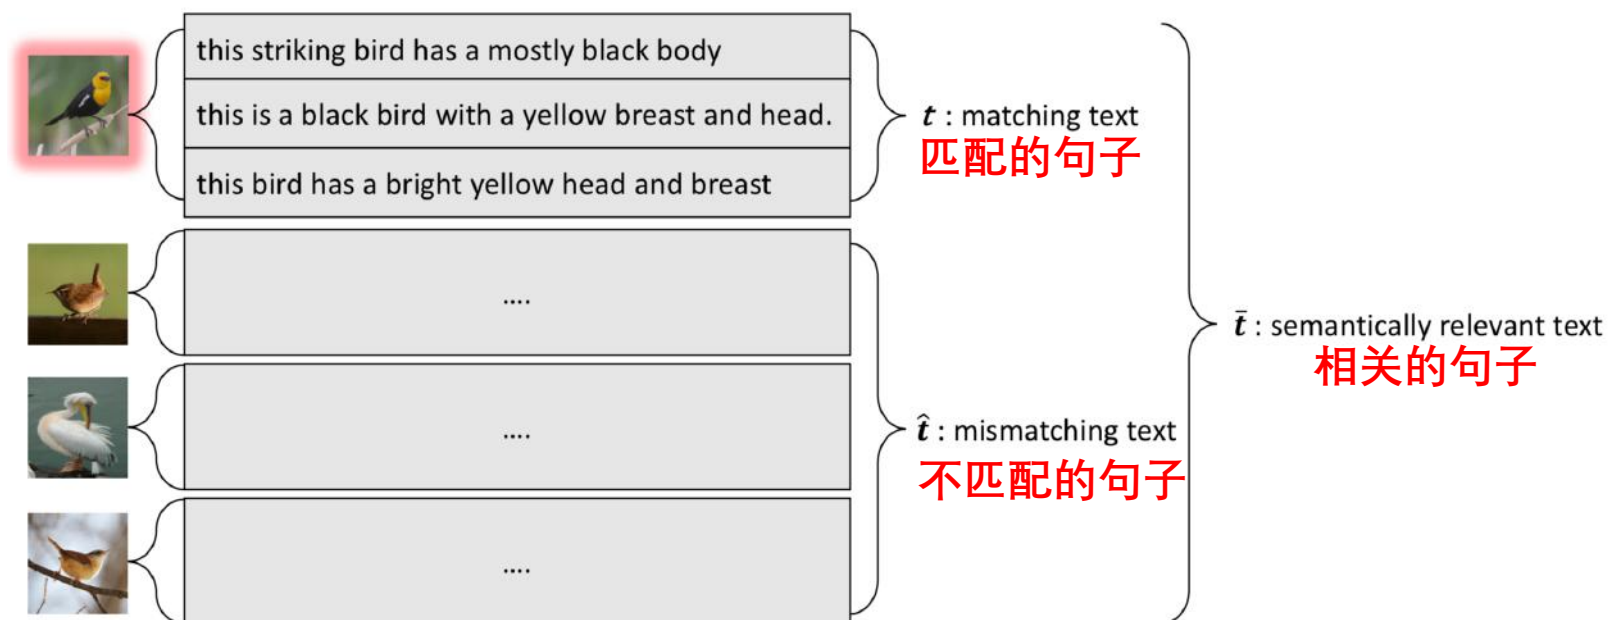 this striking bird has a mostly black body
this is a black bird with a yellow breast and head.
this bird has a bright yellow head and breast
t : matching text
匹配的句子
....
....
....
t̂ : mismatching text
不匹配的句子
t̄ : semantically relevant text
相关的句子